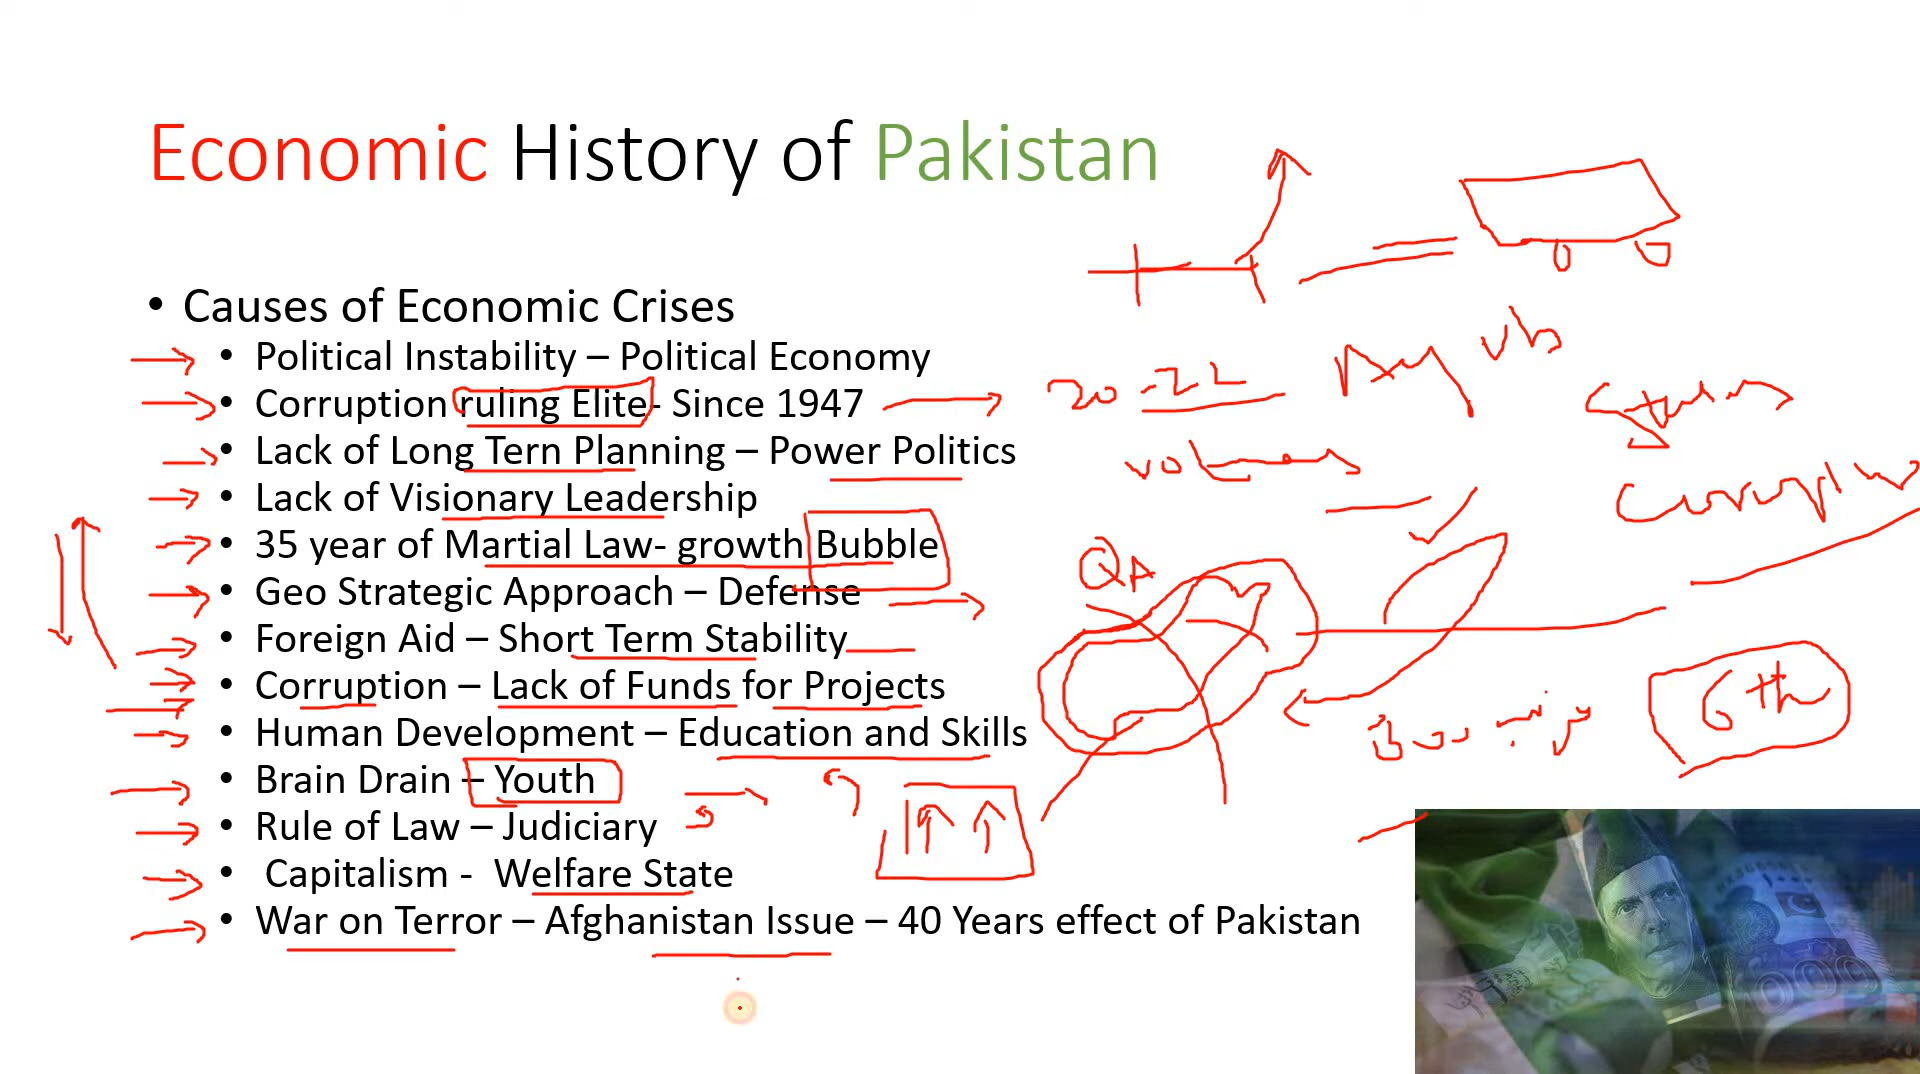 Economic History of Pakistan
• Causes of Economic Crises
• Political Instability – Political Economy
• Corruption ruling Elite- Since 1947
20-22
• Lack of Long Tern Planning – Power Politics
• Lack of Visionary Leadership
• 35 year of Martial Law- growth Bubble
QA
• Geo Strategic Approach – Defense
• Foreign Aid – Short Term Stability
• Corruption – Lack of Funds for Projects
6th
• Human Development – Education and Skills
• Brain Drain – Youth
• Rule of Law – Judiciary
• Capitalism - Welfare State
• War on Terror – Afghanistan Issue – 40 Years effect of Pakistan